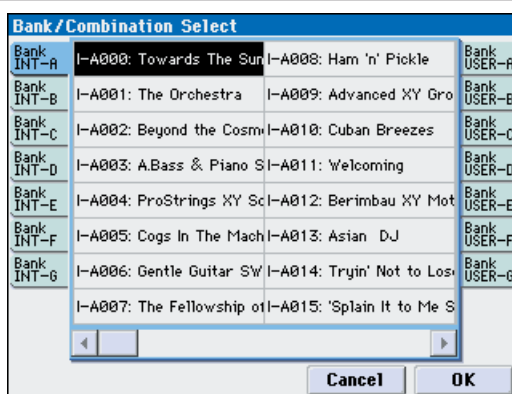 Bank/Combination Select
Bank INT-A
Bank INT-B
Bank INT-C
Bank INT-D
Bank INT-E
Bank INT-F
Bank INT-G
I-A000: Towards The Sun
I-A001: The Orchestra
I-A002: Beyond the Cosm
I-A003: A.Bass & Piano S
I-A004: ProStrings XY Sc
I-A005: Cogs In The Mach
I-A006: Gentle Guitar SW
I-A007: The Fellowship of
I-A008: Ham 'n' Pickle
I-A009: Advanced XY Gro
I-A010: Cuban Breezes
I-A011: Welcoming
I-A012: Berimbau XY Mot
I-A013: Asian DJ
I-A014: Tryin' Not to Lose
I-A015: 'Splain It to Me S
Bank USER-A
Bank USER-B
Bank USER-C
Bank USER-D
Bank USER-E
Bank USER-F
Bank USER-G
Cancel
OK